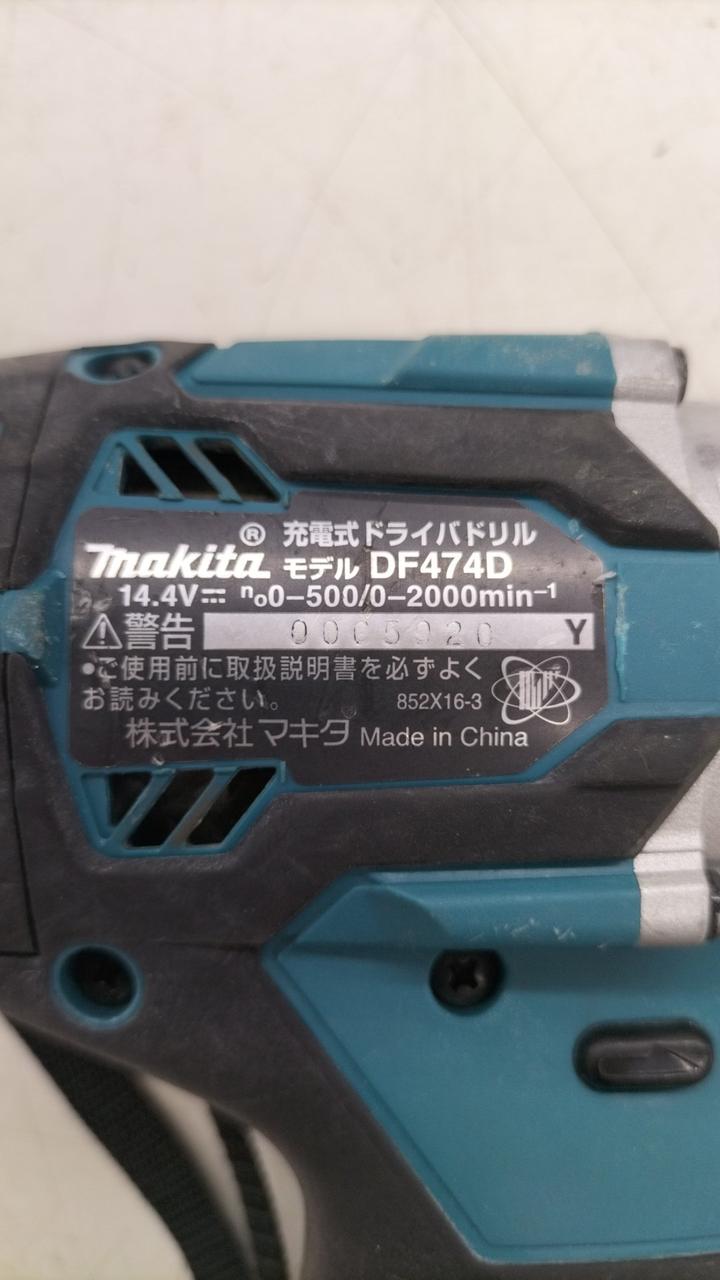 ® 充電式ドライバドリル
makita モデル DF474D
14.4V⎓ n₀0-500/0-2000min⁻¹
⚠警告 Y
●ご使用前に取扱説明書を必ずよく
お読みください。 852X16-3
株式会社マキタ Made in China